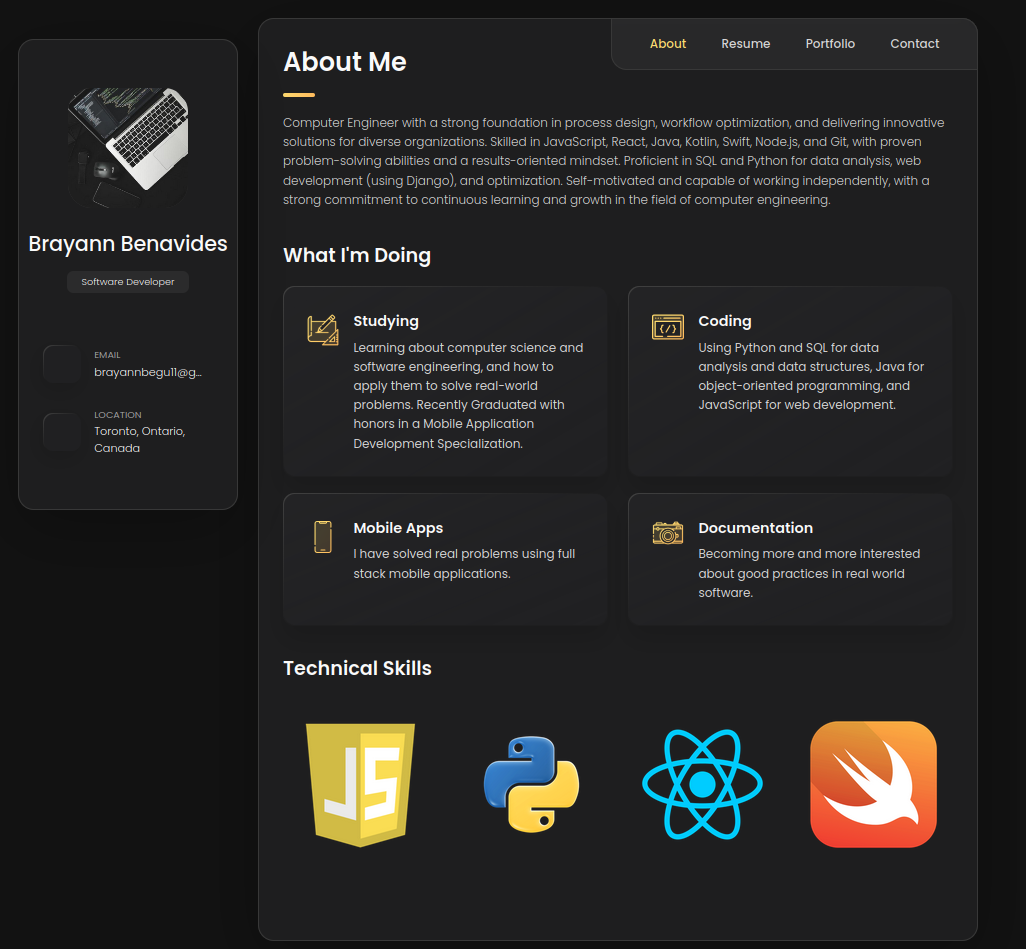 About Resume Portfolio Contact
Brayann Benavides
Software Developer
EMAIL
brayannbegu11@g...
LOCATION
Toronto, Ontario,
Canada
About Me
Computer Engineer with a strong foundation in process design, workflow optimization, and delivering innovative
solutions for diverse organizations. Skilled in JavaScript, React, Java, Kotlin, Swift, Node.js, and Git, with proven
problem-solving abilities and a results-oriented mindset. Proficient in SQL and Python for data analysis, web
development (using Django), and optimization. Self-motivated and capable of working independently, with a
strong commitment to continuous learning and growth in the field of computer engineering.
What I'm Doing
Studying
Learning about computer science and
software engineering, and how to
apply them to solve real-world
problems. Recently Graduated with
honors in a Mobile Application
Development Specialization.
Coding
Using Python and SQL for data
analysis and data structures, Java for
object-oriented programming, and
JavaScript for web development.
Mobile Apps
I have solved real problems using full
stack mobile applications.
Documentation
Becoming more and more interested
about good practices in real world
software.
Technical Skills
JS